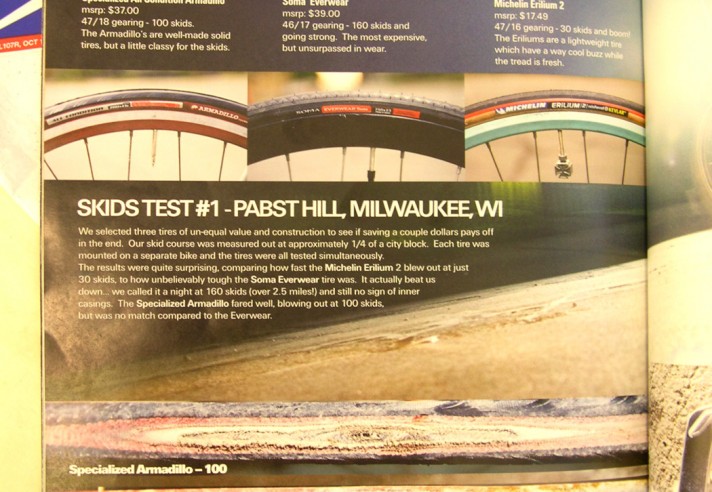 Specialized All Condition Armadillo
msrp: $37.00
47/18 gearing - 100 skids.
The Armadillo's are well-made solid
tires, but a little classy for the skids.
Soma Everwear
msrp: $39.00
46/17 gearing - 160 skids and
going strong. The most expensive,
but unsurpassed in wear.
Michelin Erilium 2
msrp: $17.49
47/16 gearing - 30 skids and boom!
The Eriliums are a lightweight tire
which have a way cool buzz while
the tread is fresh.
L107R, OCT
ARMADILLO
SOMA EVERWEAR
MICHELIN ERILIUM 2
SKIDS TEST #1 - PABST HILL, MILWAUKEE, WI
We selected three tires of un-equal value and construction to see if saving a couple dollars pays off
in the end. Our skid course was measured out at approximately 1/4 of a city block. Each tire was
mounted on a separate bike and the tires were all tested simultaneously.
The results were quite surprising, comparing how fast the Michelin Erilium 2 blew out at just
30 skids, to how unbelievably tough the Soma Everwear tire was. It actually beat us
down... we called it a night at 160 skids (over 2.5 miles!) and still no sign of inner
casings. The Specialized Armadillo fared well, blowing out at 100 skids,
but was no match compared to the Everwear.
Specialized Armadillo – 100